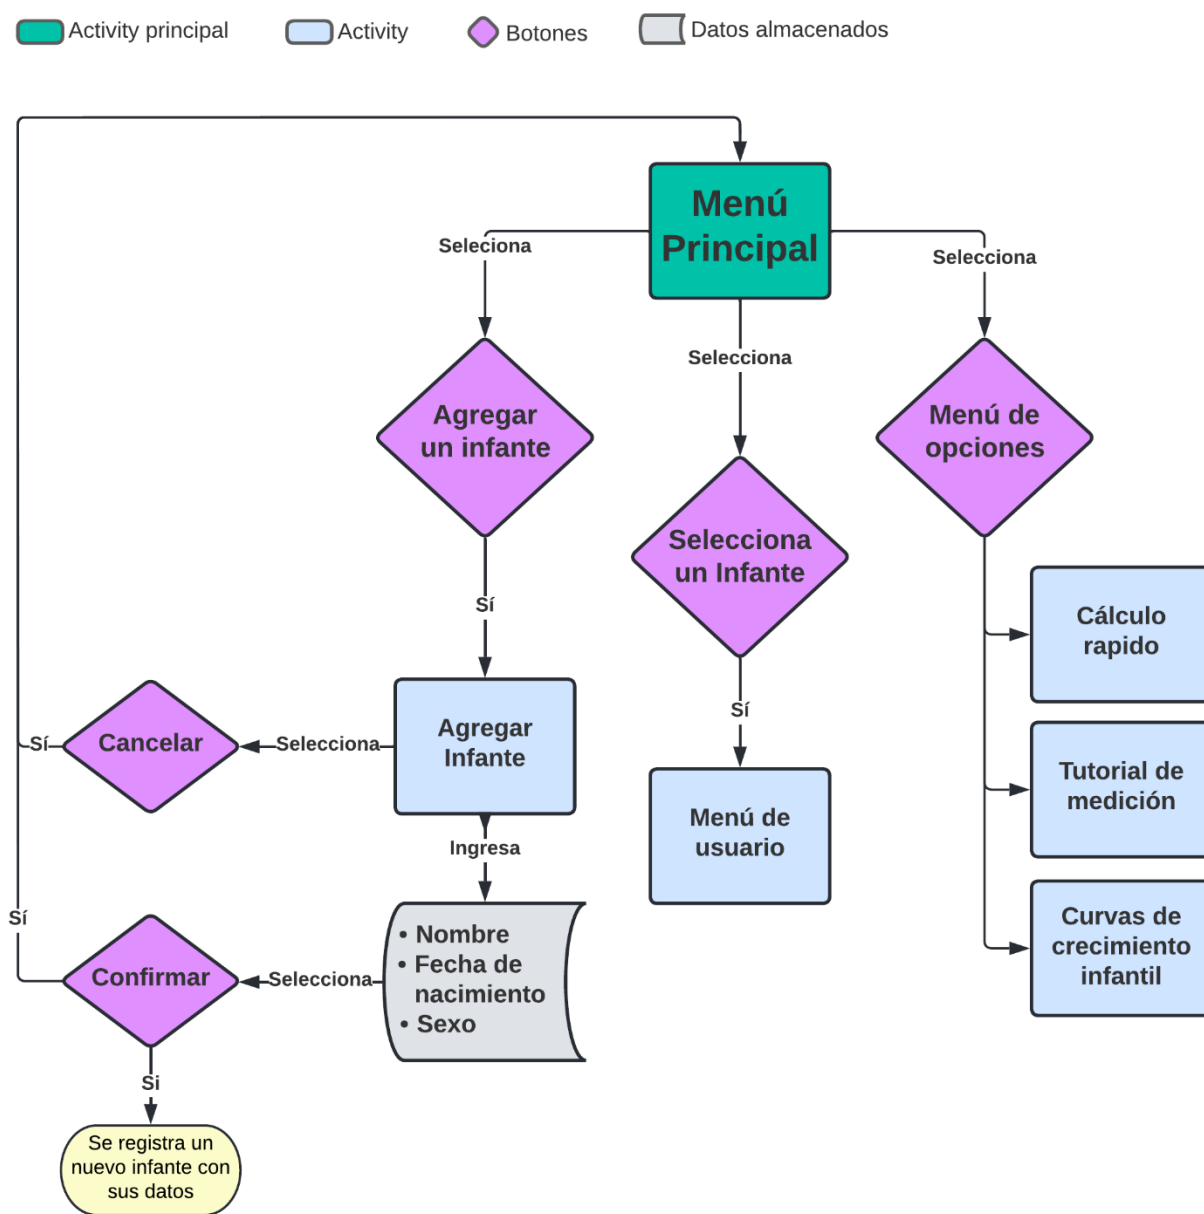 Activity principal
Activity
Botones
Datos almacenados
Menú
Principal
Seleciona
Selecciona
Selecciona
Agregar
un infante
Menú de
opciones
Selecciona
un Infante
Sí
Cálculo
rapido
Agregar
Infante
Selecciona
Cancelar
Sí
Sí
Tutorial de
medición
Menú de
usuario
Ingresa
Sí
• Nombre
• Fecha de
nacimiento
• Sexo
Selecciona
Confirmar
Curvas de
crecimiento
infantil
Si
Se registra un
nuevo infante con
sus datos